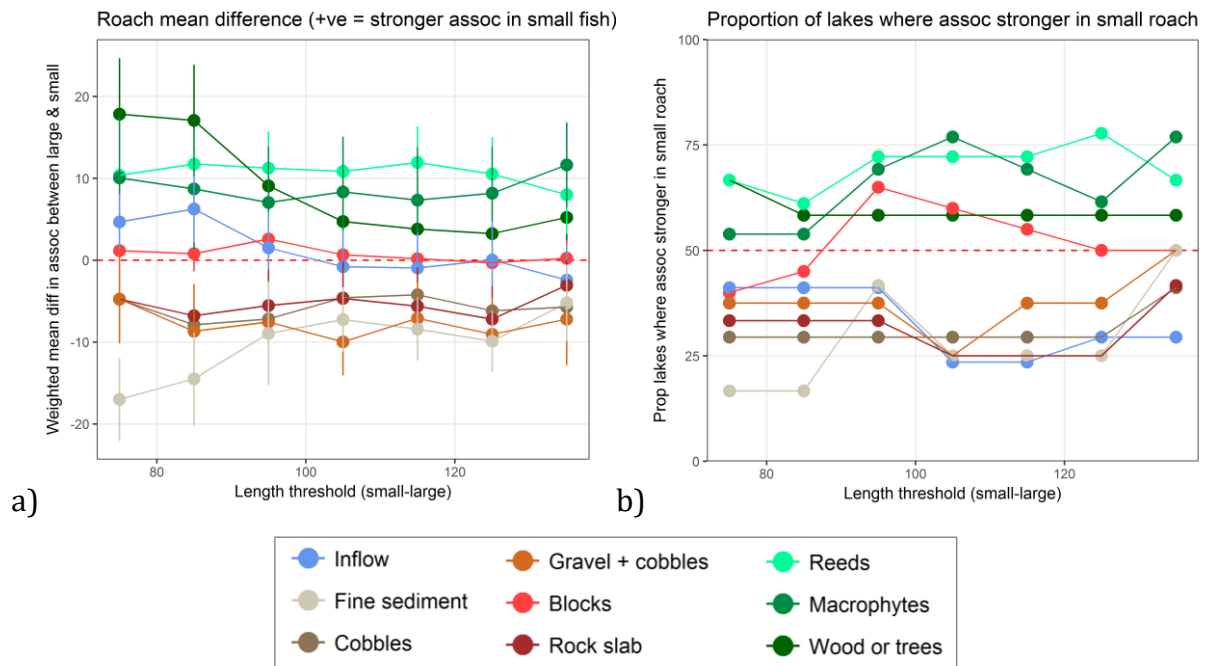 Roach mean difference (+ve = stronger assoc in small fish)
Weighted mean diff in assoc between large & small
20
10
0
-10
-20
80
100
120
Length threshold (small-large)
a)
Proportion of lakes where assoc stronger in small roach
Prop lakes where assoc stronger in small roach
100
75
50
25
0
80
100
120
Length threshold (small-large)
b)
Inflow
Gravel + cobbles
Reeds
Fine sediment
Blocks
Macrophytes
Cobbles
Rock slab
Wood or trees